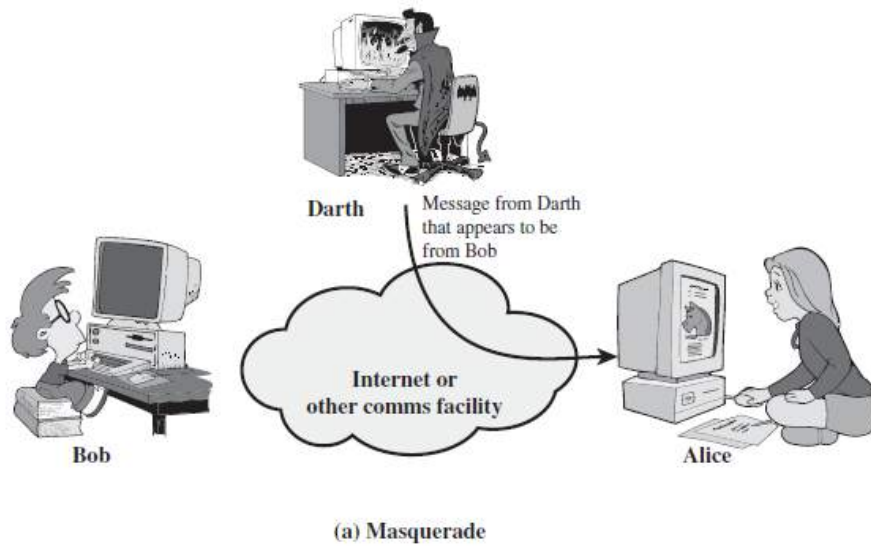 Darth
Message from Darth
that appears to be
from Bob
Internet or
other comms facility
Bob
Alice
(a) Masquerade